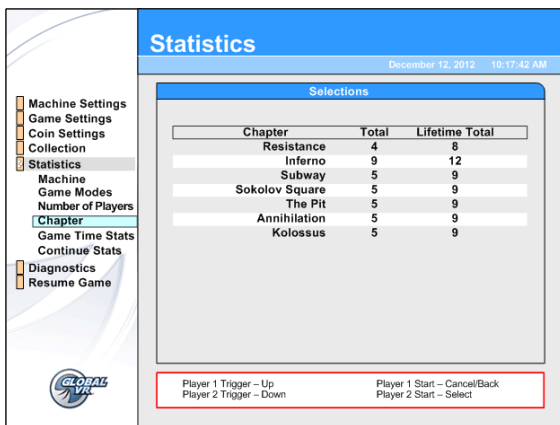 Statistics
December 12, 2012 10:17:42 AM
Machine Settings
Game Settings
Coin Settings
Collection
Statistics
Machine
Game Modes
Number of Players
Chapter
Game Time Stats
Continue Stats
Diagnostics
Resume Game
Selections
Chapter Total Lifetime Total
Resistance 4 8
Inferno 9 12
Subway 5 9
Sokolov Square 5 9
The Pit 5 9
Annihilation 5 9
Kolossus 5 9
GLOBAL
VR
Player 1 Trigger – Up Player 1 Start – Cancel/Back
Player 2 Trigger – Down Player 2 Start – Select